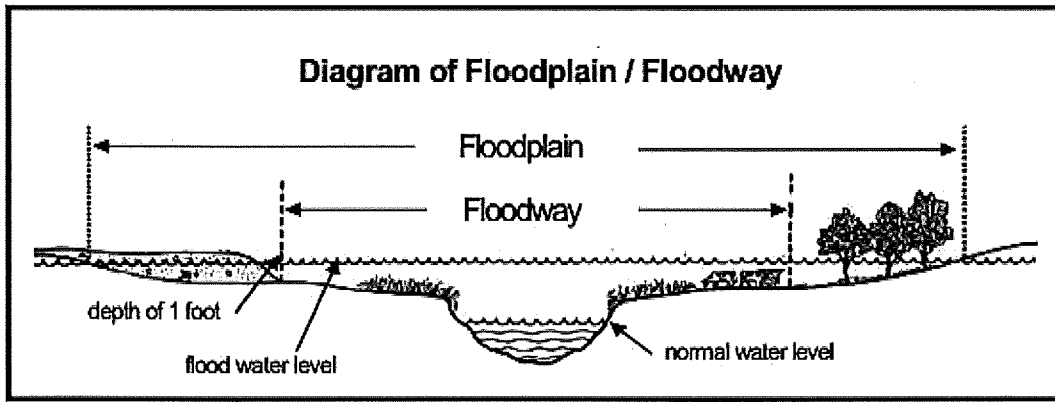 Diagram of Floodplain / Floodway
Floodplain
Floodway
depth of 1 foot
flood water level
normal water level